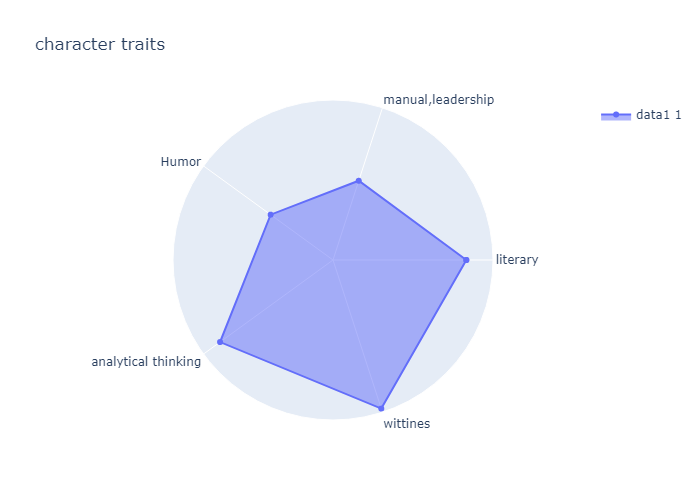 character traits
manual,leadership
data1 1
Humor
literary
analytical thinking
wittines